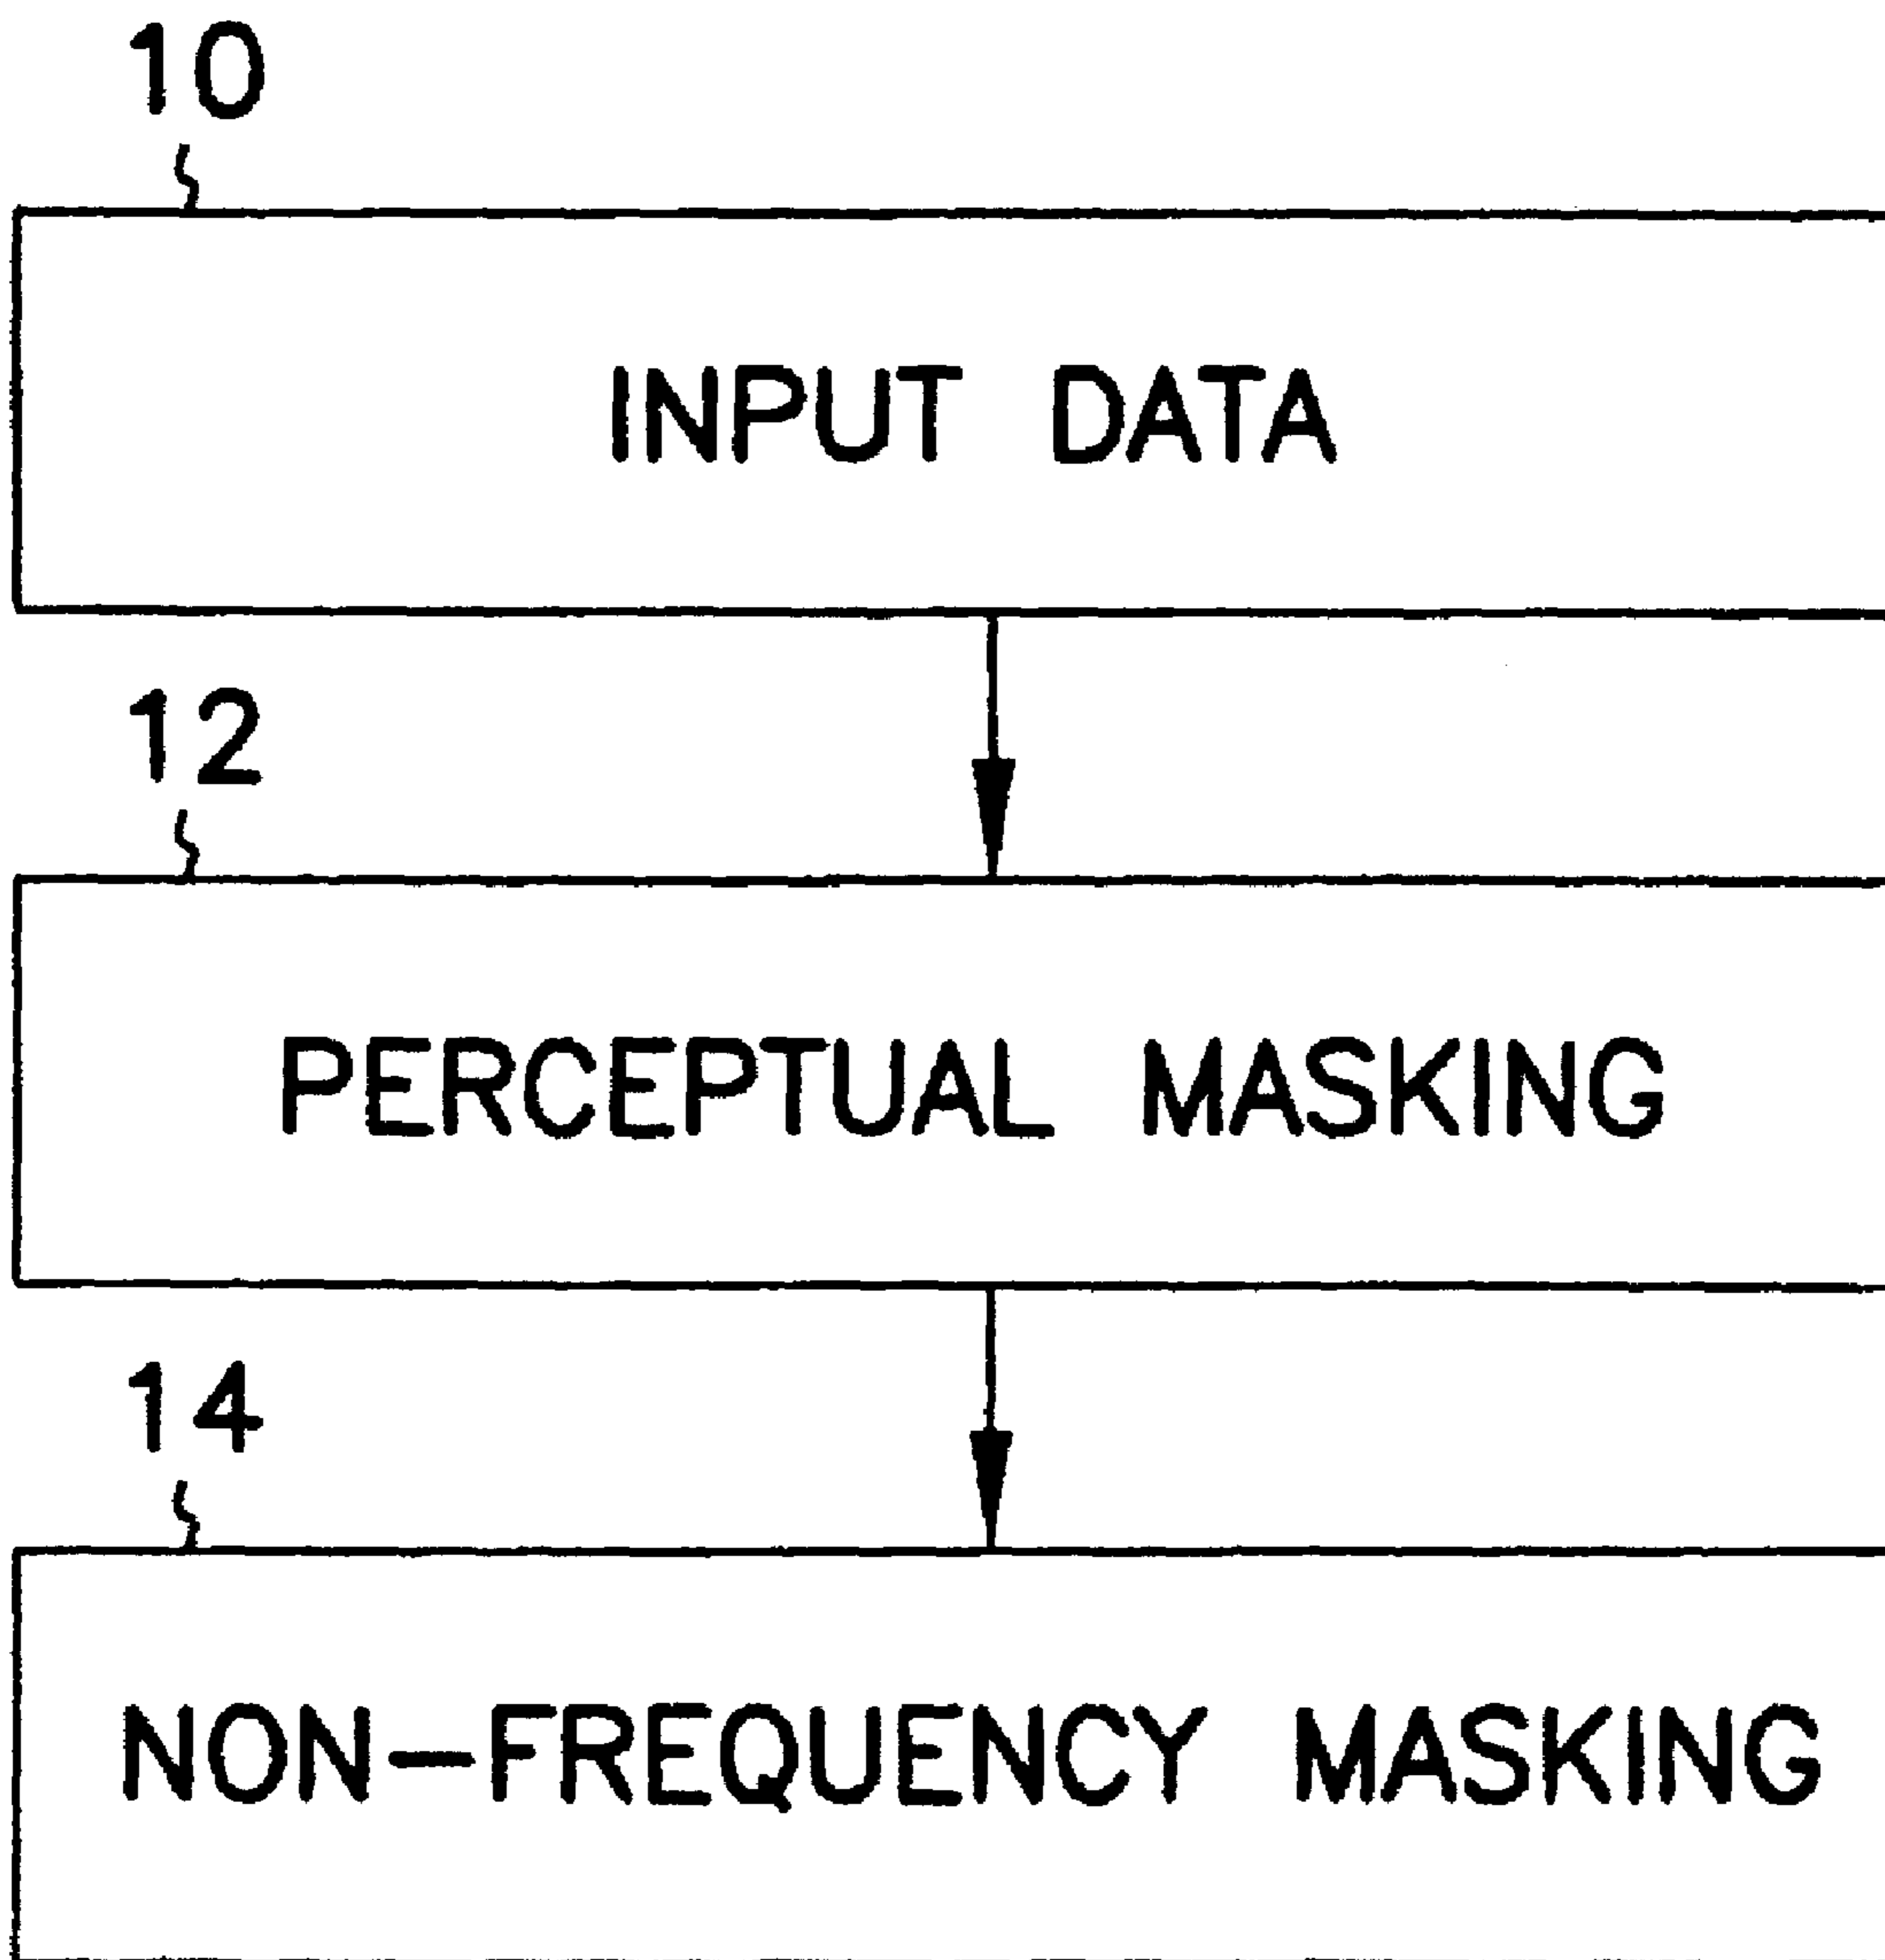 10
INPUT DATA
12
PERCEPTUAL MASKING
14
NON-FREQUENCY MASKING